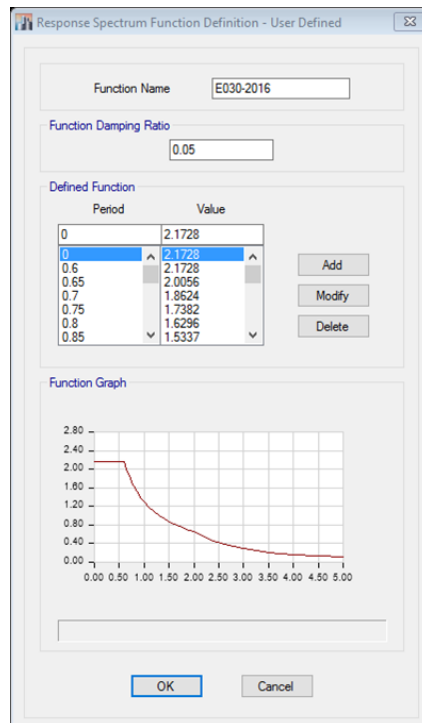 Response Spectrum Function Definition - User Defined
Function Name
E030-2016
Function Damping Ratio
0.05
Defined Function
Period Value
0 2.1728
0 2.1728
0.6 2.1728
0.65 2.0056
0.7 1.8624
0.75 1.7382
0.8 1.6296
0.85 1.5337
Add
Modify
Delete
Function Graph
2.80
2.40
2.00
1.60
1.20
0.80
0.40
0.00
0.00 0.50 1.00 1.50 2.00 2.50 3.00 3.50 4.00 4.50 5.00
OK Cancel